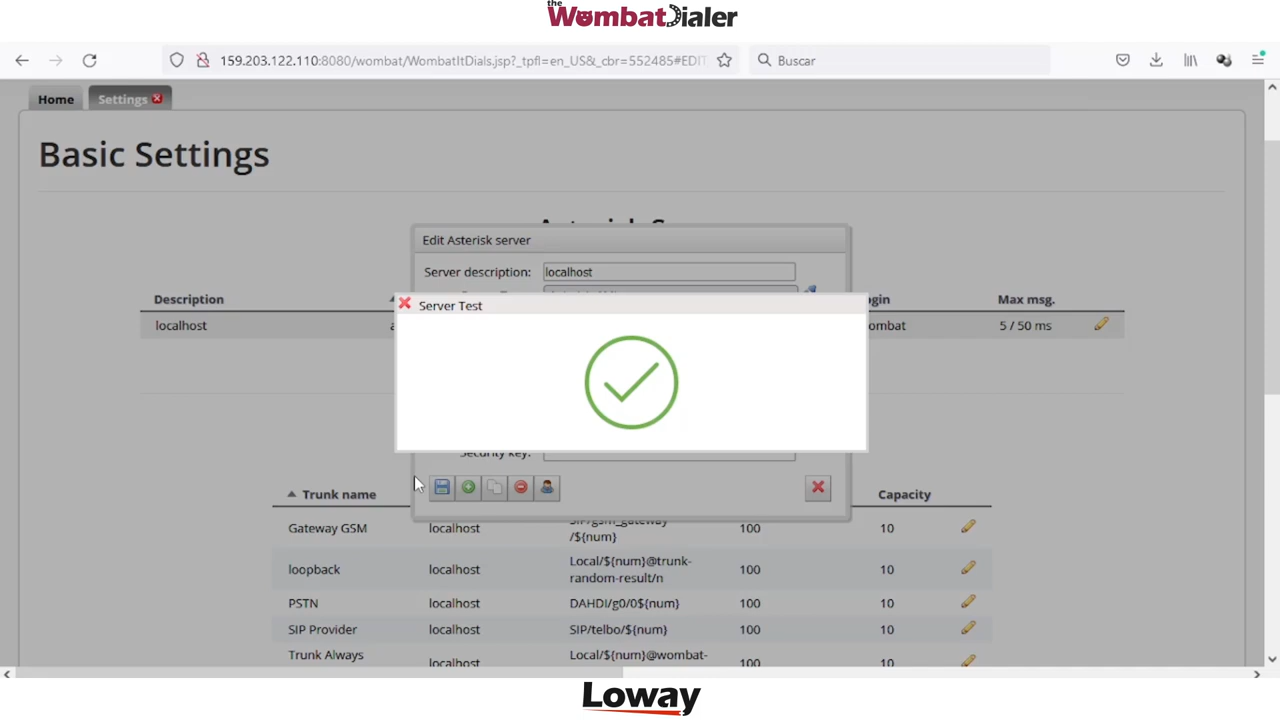 the
WombatDialer
159.203.122.110:8080/wombat/WombatItDials.jsp?_tpfl=en_US&_cbr=552485#EDIT
Buscar
Home
Settings
Basic Settings
Edit Asterisk server
Server description: localhost
Server Test
Description
Max msg.
localhost
5 / 50 ms
Security key:
Trunk name
Capacity
Gateway GSM localhost SIP/gsm_gateway 100 10
/${num}
loopback localhost Local/${num}@trunk- 100 10
random-result/n
PSTN localhost DAHDI/g0/0${num} 100 10
SIP Provider localhost SIP/telbo/${num} 100 10
Trunk Always localhost Local/${num}@wombat- 100 10
Loway